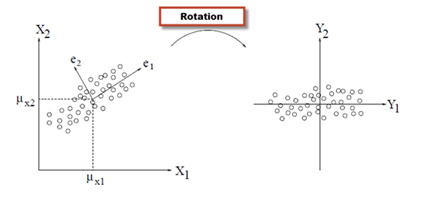 Rotation
X2
Y2
e2
e1
μx2
Y1
X1
μx1